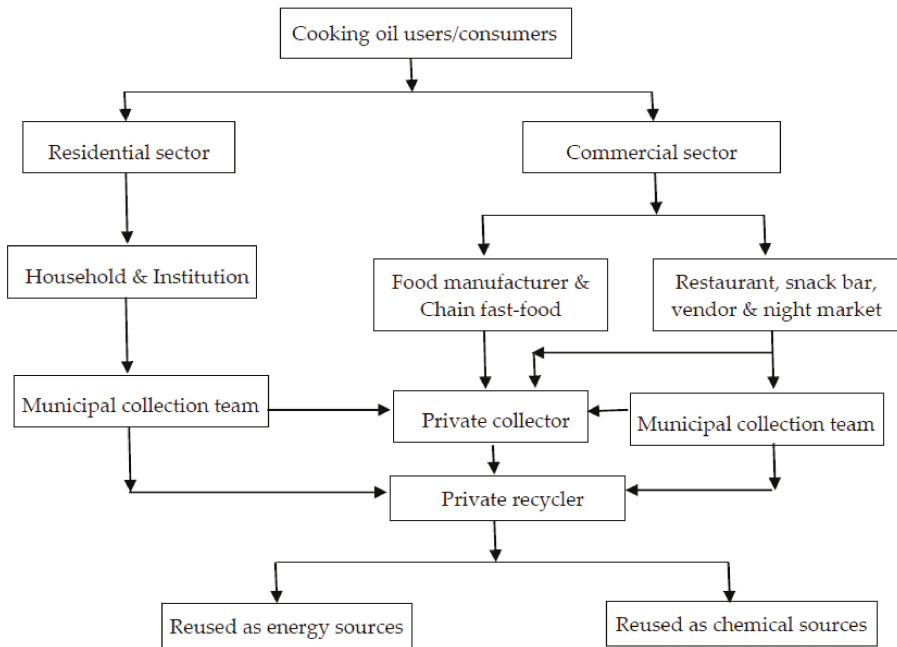 Cooking oil users/consumers
Residential sector
Commercial sector
Household & Institution
Food manufacturer &
Chain fast-food
Restaurant, snack bar,
vendor & night market
Municipal collection team
Private collector
Municipal collection team
Private recycler
Reused as energy sources
Reused as chemical sources